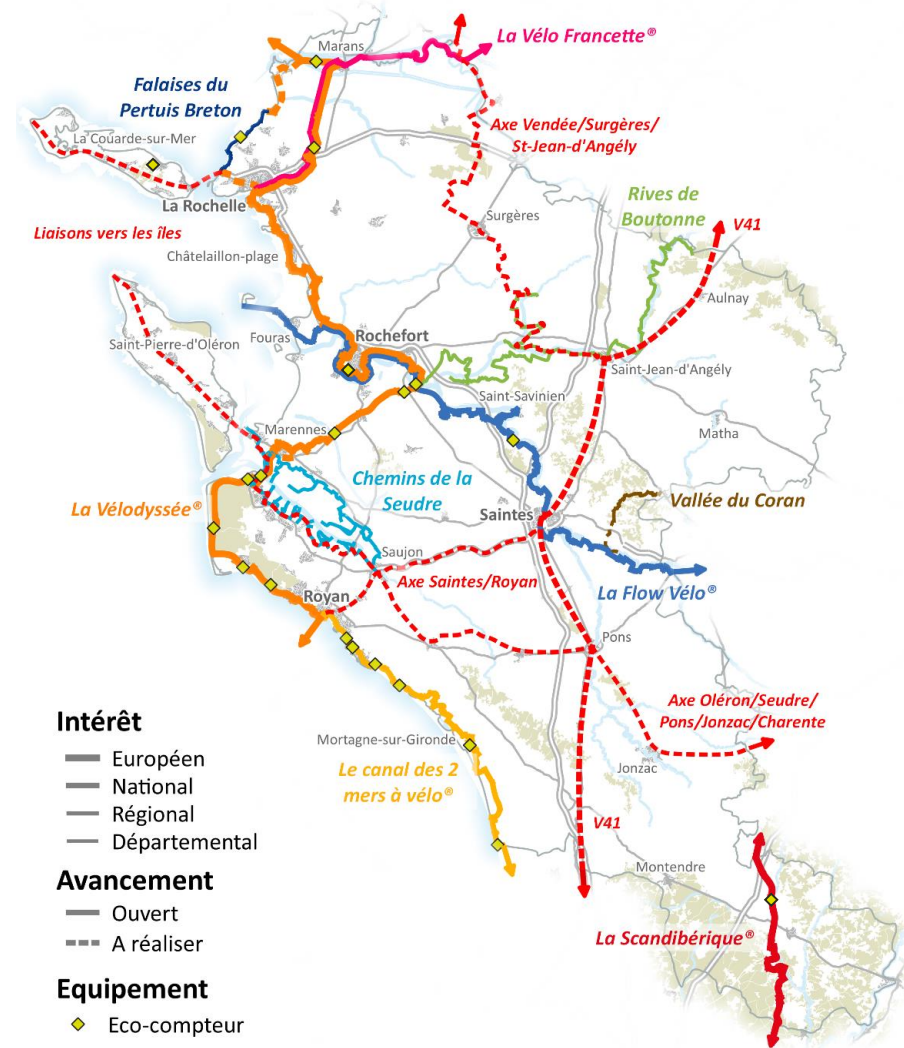 La Vélo Francette®
Marans
Falaises du
Pertuis Breton
Axe Vendée/Surgères/
St-Jean-d'Angély
La Couarde-sur-Mer
Rives de
Boutonne
La Rochelle
Surgères
V41
Liaisons vers les îles
Châtelaillon-plage
Aulnay
Fouras
Rochefort
Saint-Pierre-d'Oléron
Saint-Jean-d'Angély
Saint-Savinien
Marennes
Matha
Chemins de la
Seudre
La Vélodyssée®
Vallée du Coran
Saintes
Saujon
Axe Saintes/Royan
La Flow Vélo®
Royan
Pons
Axe Oléron/Seudre/
Pons/Jonzac/Charente
Intérêt
Européen
National
Régional
Départemental
Mortagne-sur-Gironde
Le canal des 2
mers à vélo®
Jonzac
V41
Montendre
Avancement
Ouvert
A réaliser
La Scandibérique®
Equipement
Eco-compteur